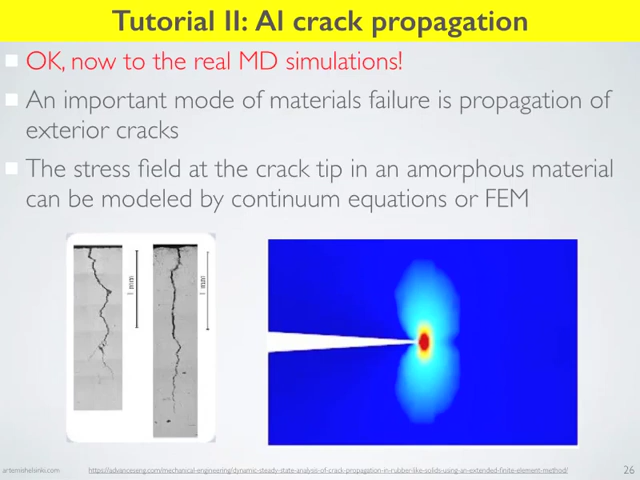 Tutorial II: Al crack propagation
OK, now to the real MD simulations!
An important mode of materials failure is propagation of
exterior cracks
The stress field at the crack tip in an amorphous material
can be modeled by continuum equations or FEM
artemishelsinki.com
https://advanceseng.com/mechanical-engineering/dynamic-steady-state-analysis-of-crack-propagation-in-rubber-like-solids-using-an-extended-finite-element-method/
26